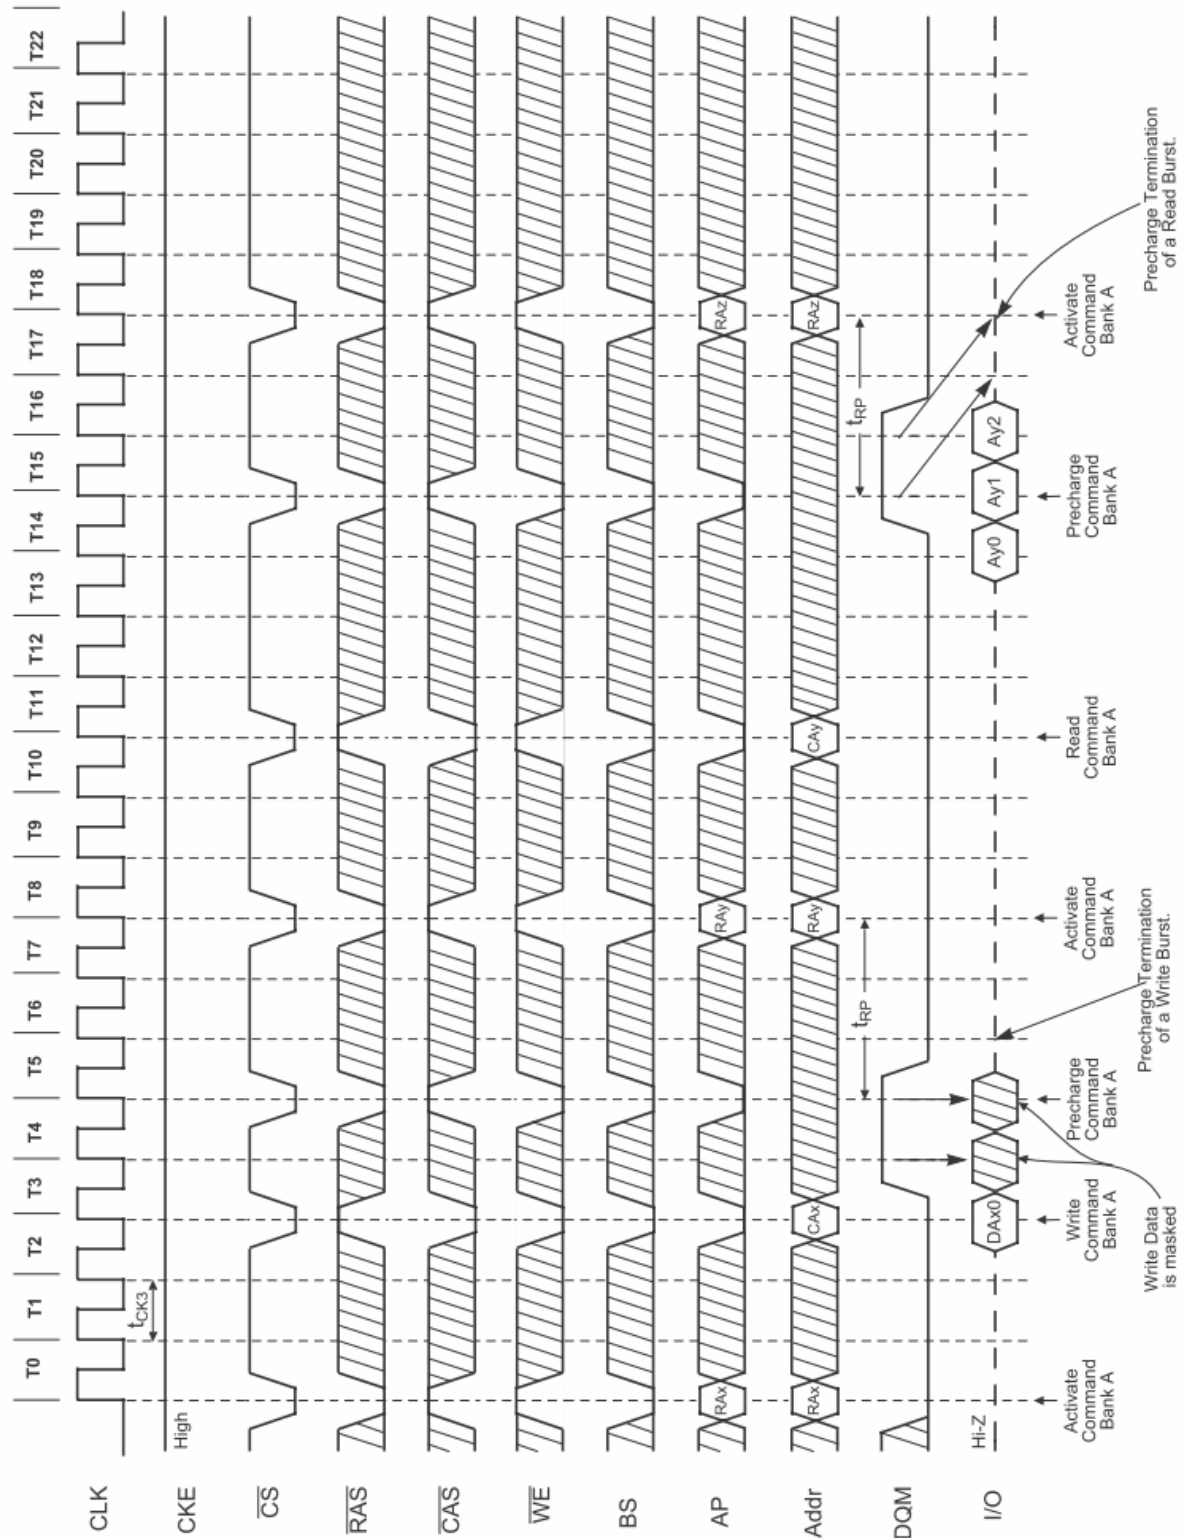 T0 T1 T2 T3 T4 T5 T6 T7 T8 T9 T10 T11 T12 T13 T14 T15 T16 T17 T18 T19 T20 T21 T22
CLK
tCK3
CKE
High
CS
RAS
CAS
WE
BS
AP
RAx RAy RAz
Addr
RAx CAx RAy CAy RAz
tRP tRP
DQM
I/O
Hi-Z
DAx0 Ay0 Ay1 Ay2
Activate
Command
Bank A
Write
Command
Bank A
Precharge
Command
Bank A
Activate
Command
Bank A
Read
Command
Bank A
Precharge
Command
Bank A
Activate
Command
Bank A
Write Data
is masked
Precharge Termination
of a Write Burst.
Precharge Termination
of a Read Burst.